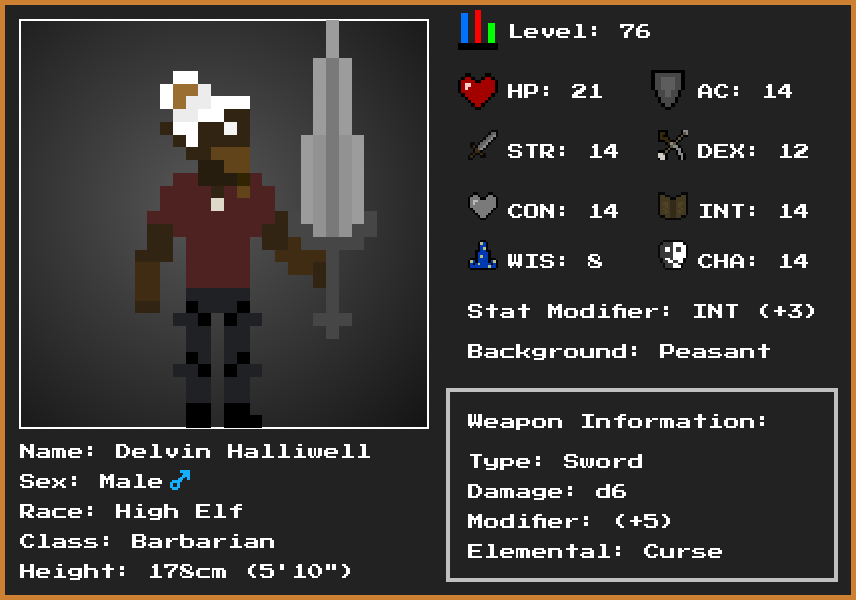 Level: 76
HP: 21
AC: 14
STR: 14
DEX: 12
CON: 14
INT: 14
WIS: 8
CHA: 14
Stat Modifier: INT (+3)
Background: Peasant
Weapon Information:
Type: Sword
Damage: d6
Modifier: (+5)
Elemental: Curse
Name: Delvin Halliwell
Sex: Male♂
Race: High Elf
Class: Barbarian
Height: 178cm (5'10")